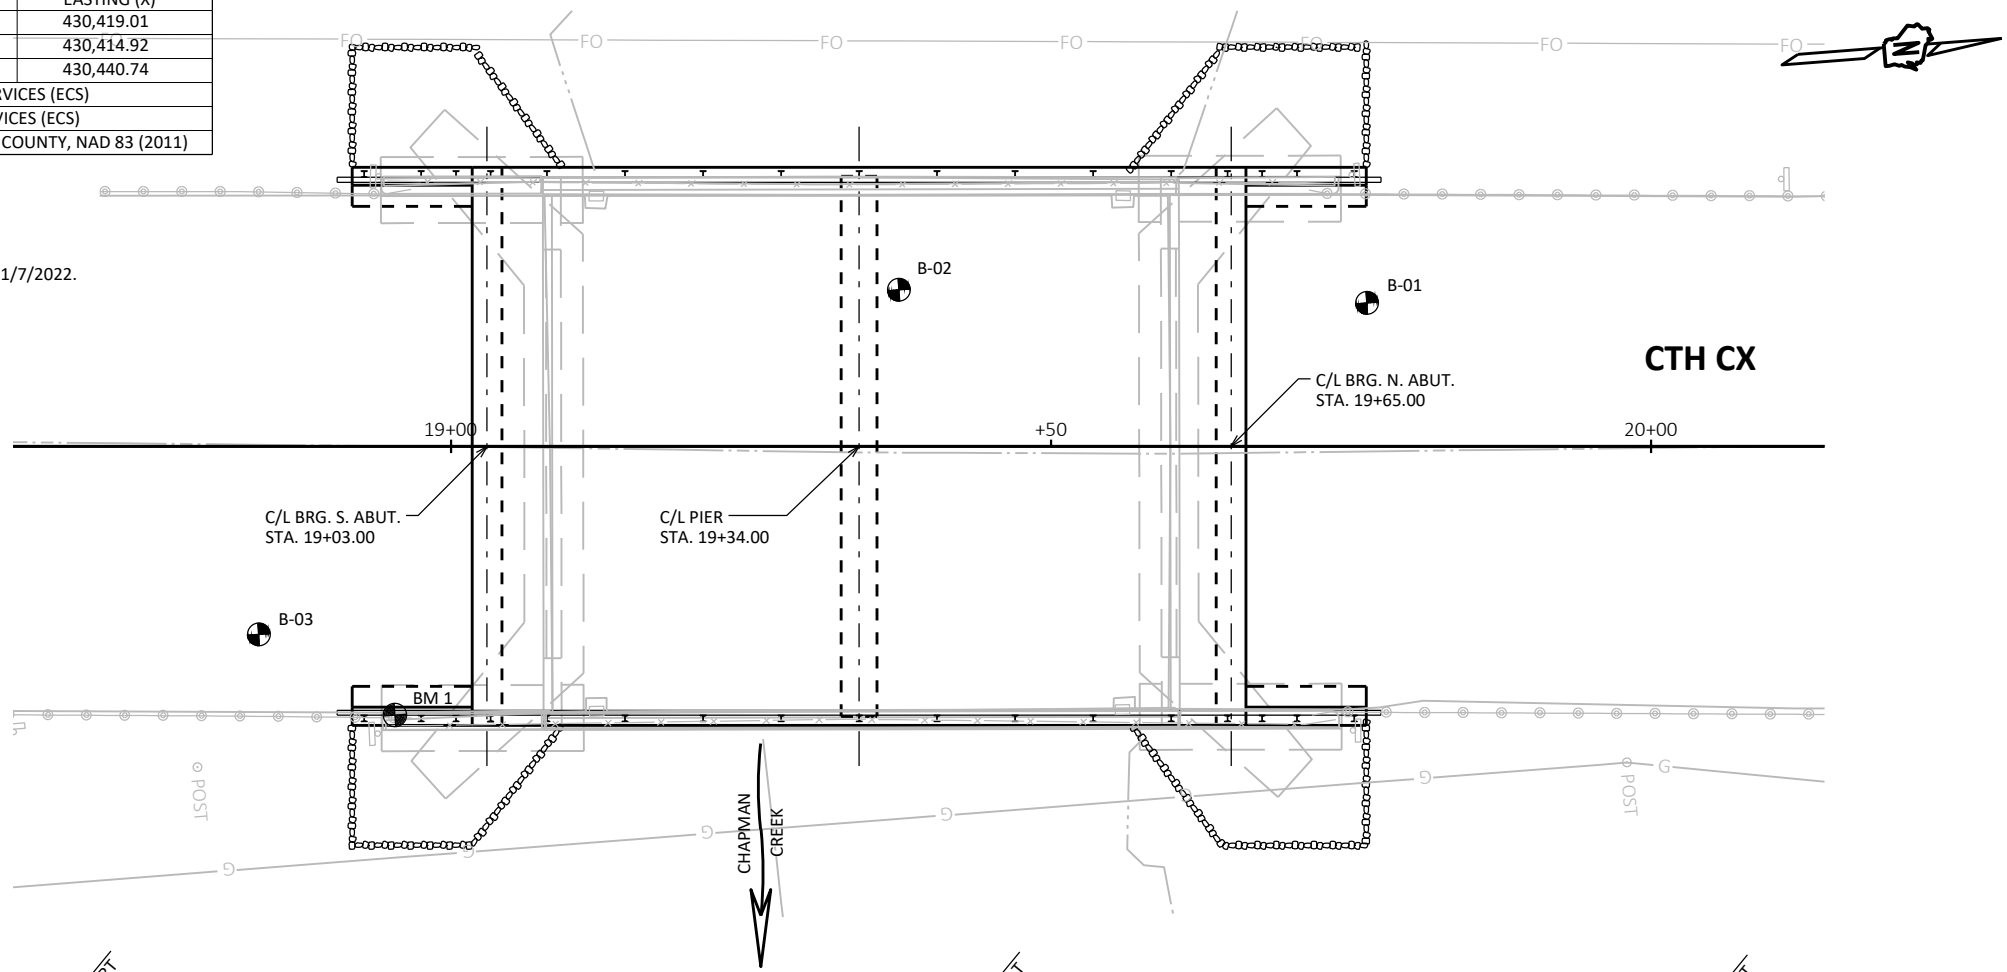 EASTING (X)
430,419.01
430,414.92
430,440.74
RVICES (ECS)
VICES (ECS)
COUNTY, NAD 83 (2011)
FO
FO
FO
FO
FO
FO
FO
FO
N
1/7/2022.
B-02
B-01
CTH CX
C/L BRG. N. ABUT.
STA. 19+65.00
19+00
+50
20+00
C/L BRG. S. ABUT.
STA. 19+03.00
C/L PIER
STA. 19+34.00
B-03
BM 1
POST
POST
G
G
G
G
G
G
G
CHAPMAN
CREEK